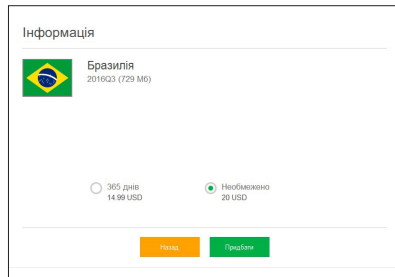 Інформація
Бразилія
2016Q3 (729 Мб)
365 днів
14.99 USD
Необмежено
20 USD
Назад
Придбати